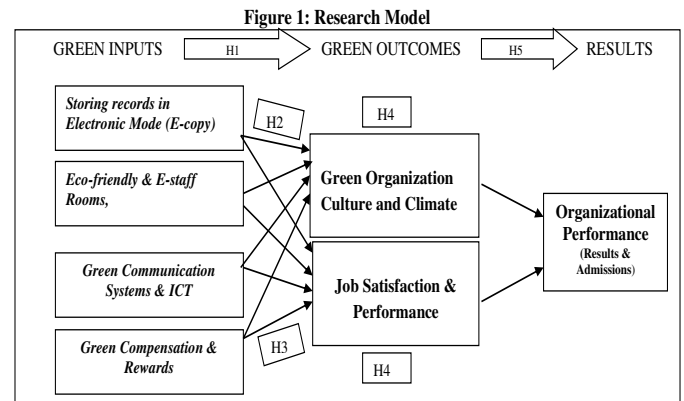 Figure 1: Research Model
GREEN INPUTS H1 GREEN OUTCOMES H5 RESULTS
Storing records in
Electronic Mode (E-copy)
H2
H4
Eco-friendly & E-staff
Rooms,
Green Organization
Culture and Climate
Organizational
Performance
(Results &
Admissions)
Green Communication
Systems & ICT
Job Satisfaction &
Performance
Green Compensation &
Rewards
H3
H4